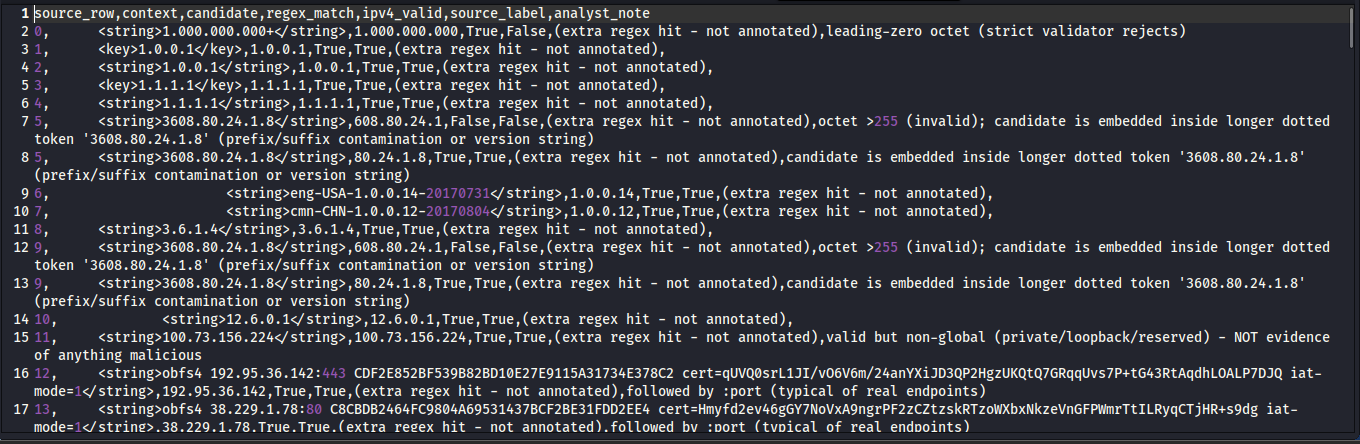 1 source_row,context,candidate,regex_match,ipv4_valid,source_label,analyst_note
2 0,      <string>1.000.000.000+</string>,1.000.000.000,True,False,(extra regex hit - not annotated),leading-zero octet (strict validator rejects)
3 1,      <key>1.0.0.1</key>,1.0.0.1,True,True,(extra regex hit - not annotated),
4 2,      <string>1.0.0.1</string>,1.0.0.1,True,True,(extra regex hit - not annotated),
5 3,      <key>1.1.1.1</key>,1.1.1.1,True,True,(extra regex hit - not annotated),
6 4,      <string>1.1.1.1</string>,1.1.1.1,True,True,(extra regex hit - not annotated),
7 5,      <string>3608.80.24.1.8</string>,608.80.24.1,False,False,(extra regex hit - not annotated),octet >255 (invalid); candidate is embedded inside longer dotted
token '3608.80.24.1.8' (prefix/suffix contamination or version string)
8 5,      <string>3608.80.24.1.8</string>,80.24.1.8,True,True,(extra regex hit - not annotated),candidate is embedded inside longer dotted token '3608.80.24.1.8'
(prefix/suffix contamination or version string)
9 6,                      <string>eng-USA-1.0.0.14-20170731</string>,1.0.0.14,True,True,(extra regex hit - not annotated),
10 7,                      <string>cmn-CHN-1.0.0.12-20170804</string>,1.0.0.12,True,True,(extra regex hit - not annotated),
11 8,      <string>3.6.1.4</string>,3.6.1.4,True,True,(extra regex hit - not annotated),
12 9,      <string>3608.80.24.1.8</string>,608.80.24.1,False,False,(extra regex hit - not annotated),octet >255 (invalid); candidate is embedded inside longer dotted
token '3608.80.24.1.8' (prefix/suffix contamination or version string)
13 9,      <string>3608.80.24.1.8</string>,80.24.1.8,True,True,(extra regex hit - not annotated),candidate is embedded inside longer dotted token '3608.80.24.1.8'
(prefix/suffix contamination or version string)
14 10,             <string>12.6.0.1</string>,12.6.0.1,True,True,(extra regex hit - not annotated),
15 11,     <string>100.73.156.224</string>,100.73.156.224,True,True,(extra regex hit - not annotated),valid but non-global (private/loopback/reserved) - NOT evidence
of anything malicious
16 12,     <string>obfs4 192.95.36.142:443 CDF2E852BF539B82BD10E27E9115A31734E378C2 cert=qUVQ0srL1JI/vO6V6m/24anYXiJD3QP2HgzUKQtQ7GRqqUvs7P+tG43RtAqdhLOALP7DJQ iat-
mode=1</string>,192.95.36.142,True,True,(extra regex hit - not annotated),followed by :port (typical of real endpoints)
17 13,     <string>obfs4 38.229.1.78:80 C8CBDB2464FC9804A69531437BCF2BE31FDD2EE4 cert=Hmyfd2ev46gGY7NoVxA9ngrPF2zCZtzskRTzoWXbxNkzeVnGFPWmrTtILRyqCTjHR+s9dg iat-
mode=1</string>,38.229.1.78,True,True,(extra regex hit - not annotated),followed by :port (typical of real endpoints)